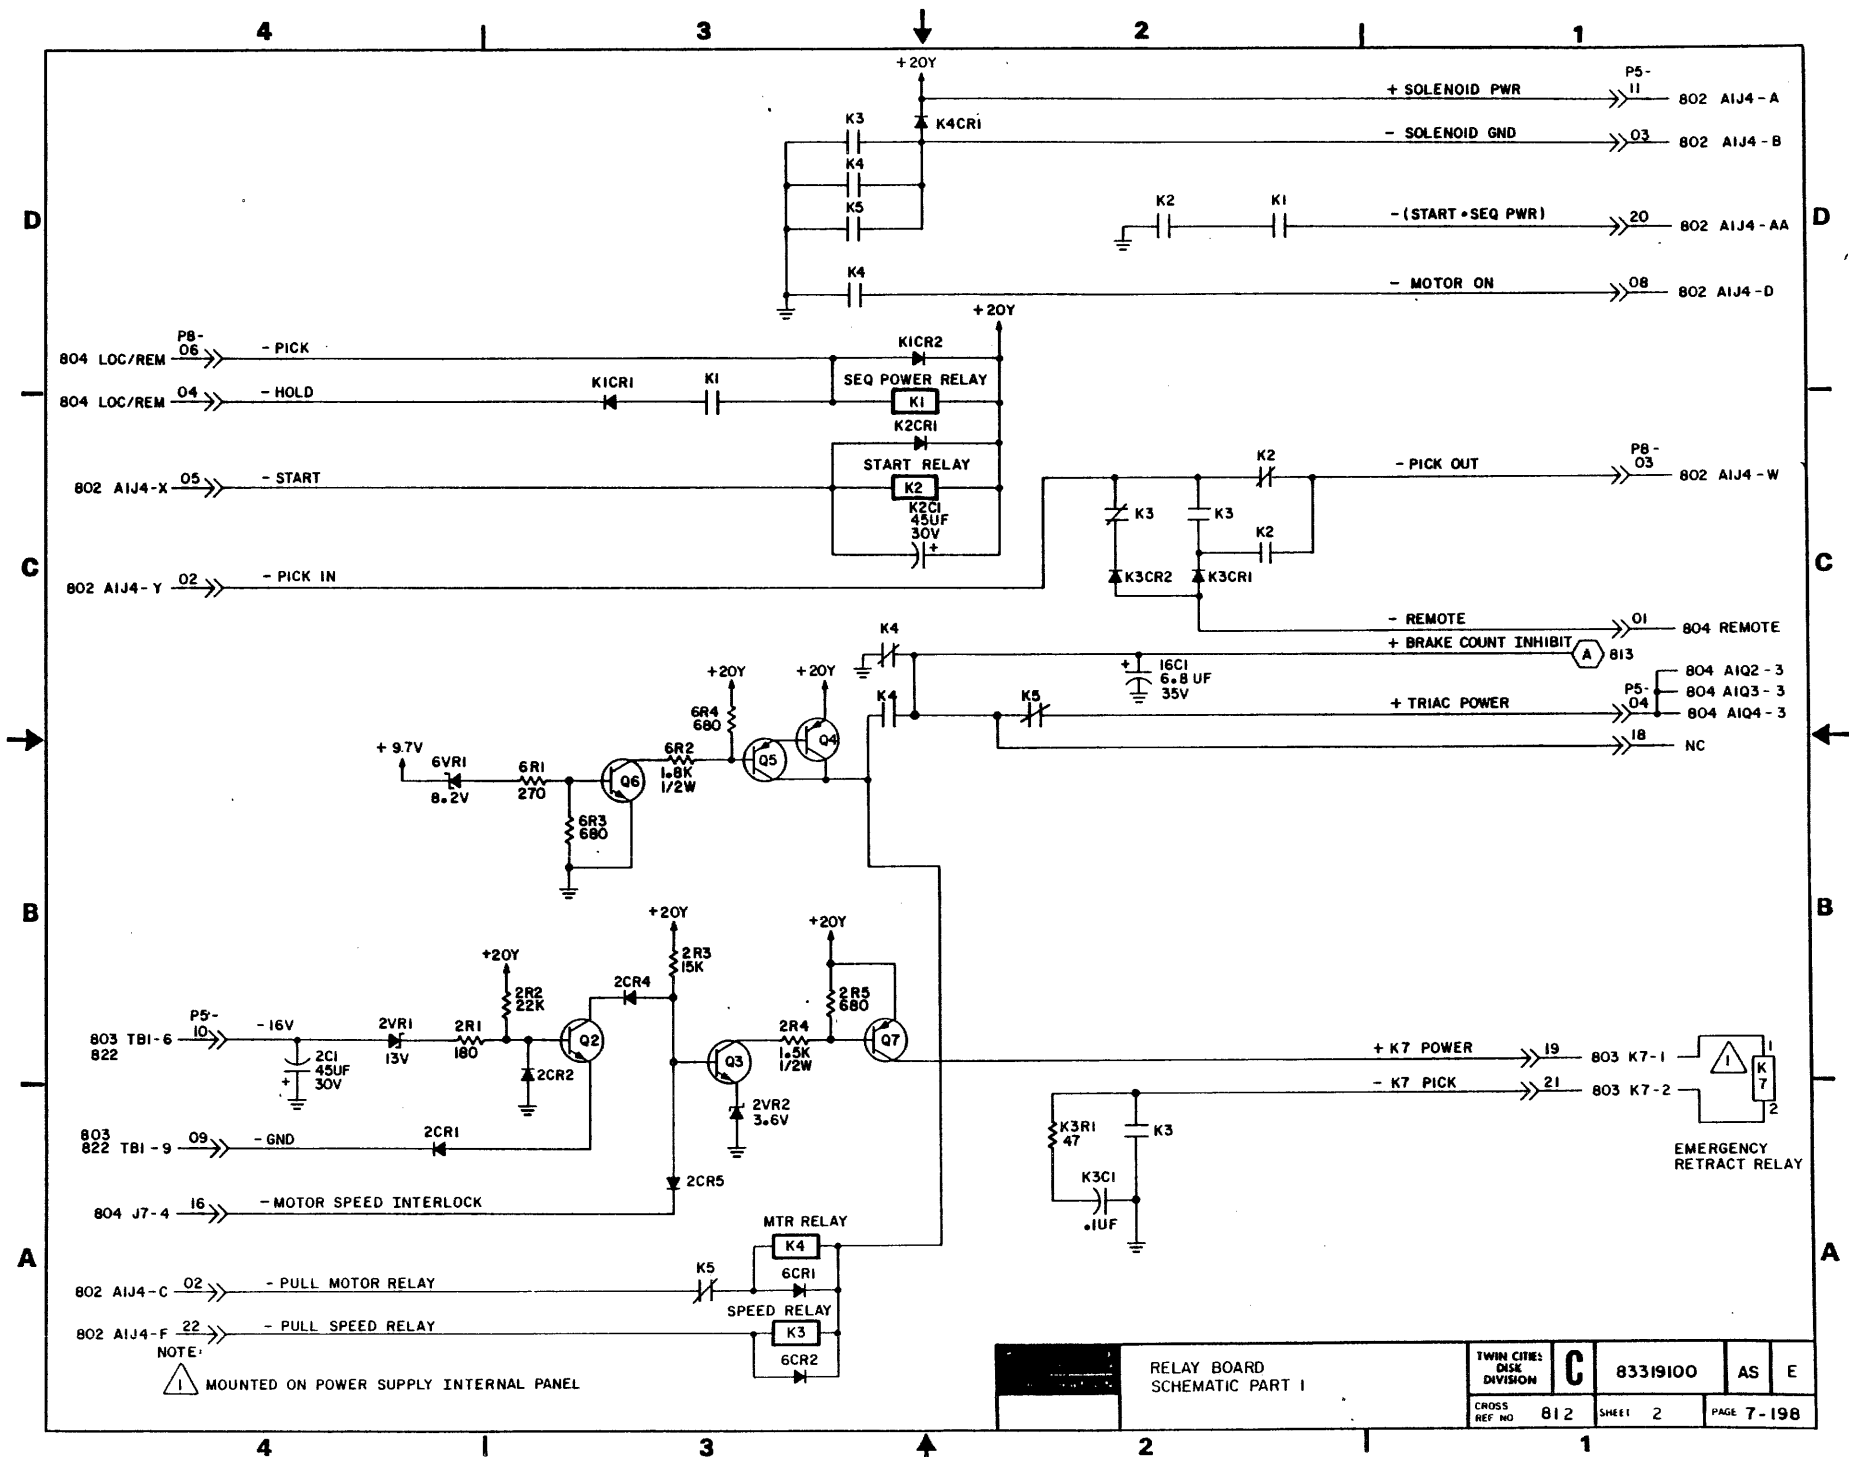 4 3 2 1
+20Y
P5-
11
+ SOLENOID PWR
802 A1J4-A
K4CR1
K3
- SOLENOID GND
03
802 A1J4-B
K4
K5
D
K2 K1
-(START•SEQ PWR)
20
802 A1J4-AA
D
K4
- MOTOR ON
08
802 A1J4-D
+20Y
P8-
804 LOC/REM 06 - PICK
K1CR2
SEQ POWER RELAY
804 LOC/REM 04 - HOLD
K1CR1 K1
K1
K2CR1
START RELAY
802 A1J4-X 05 - START
K2
K2C1
45UF
30V
+
K2
- PICK OUT
P8-
03
802 A1J4-W
K3 K3
K2
C
802 A1J4-Y 02 - PICK IN
K3CR2 K3CR1
C
- REMOTE
01
804 REMOTE
K4
+ BRAKE COUNT INHIBIT
A 813
+ 16C1
6.8 UF
35V
804 A1Q2-3
804 A1Q3-3
804 A1Q4-3
P5-
04
+ TRIAC POWER
K4 K5
18
NC
+20Y +20Y
6R4
680
Q4
Q5
+ 9.7V
6VR1
8.2V
6R1
270
Q6
6R2
1.8K
1/2W
6R3
680
B
B
+20Y
+20Y
+20Y
2R3
15K
2R2
22K
2CR4
2R5
680
P5-
803 TB1-6 10 -16V
822
2C1
45UF
30V
+
2VR1
13V
2R1
180
Q2
2CR2
Q3
2R4
1.5K
1/2W
Q7
+ K7 POWER
19
803 K7-1
1
1
K
7
2
- K7 PICK
21
803 K7-2
2VR2
3.6V
K3R1
47
K3
K3C1
.1UF
EMERGENCY
RETRACT RELAY
803
822 TB1-9 09 -GND
2CR1
2CR5
804 J7-4 16 -MOTOR SPEED INTERLOCK
A
A
MTR RELAY
K4
802 A1J4-C 02 - PULL MOTOR RELAY
K5
6CR1
SPEED RELAY
802 A1J4-F 22 - PULL SPEED RELAY
K3
6CR2
NOTE:
1 MOUNTED ON POWER SUPPLY INTERNAL PANEL
RELAY BOARD
SCHEMATIC PART 1
TWIN CITIES
DISK
DIVISION
C
83319100
AS
E
CROSS
REF NO
812
SHEET 2
PAGE 7-198
4 3 2 1